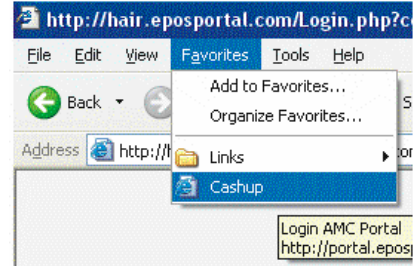 http://hair.eposportal.com/Login.php?c
File Edit View Favorites Tools Help
Add to Favorites...
Back
Organize Favorites...
S
Address http://h
Links
Cashup
Login AMC Portal
http://portal.epos